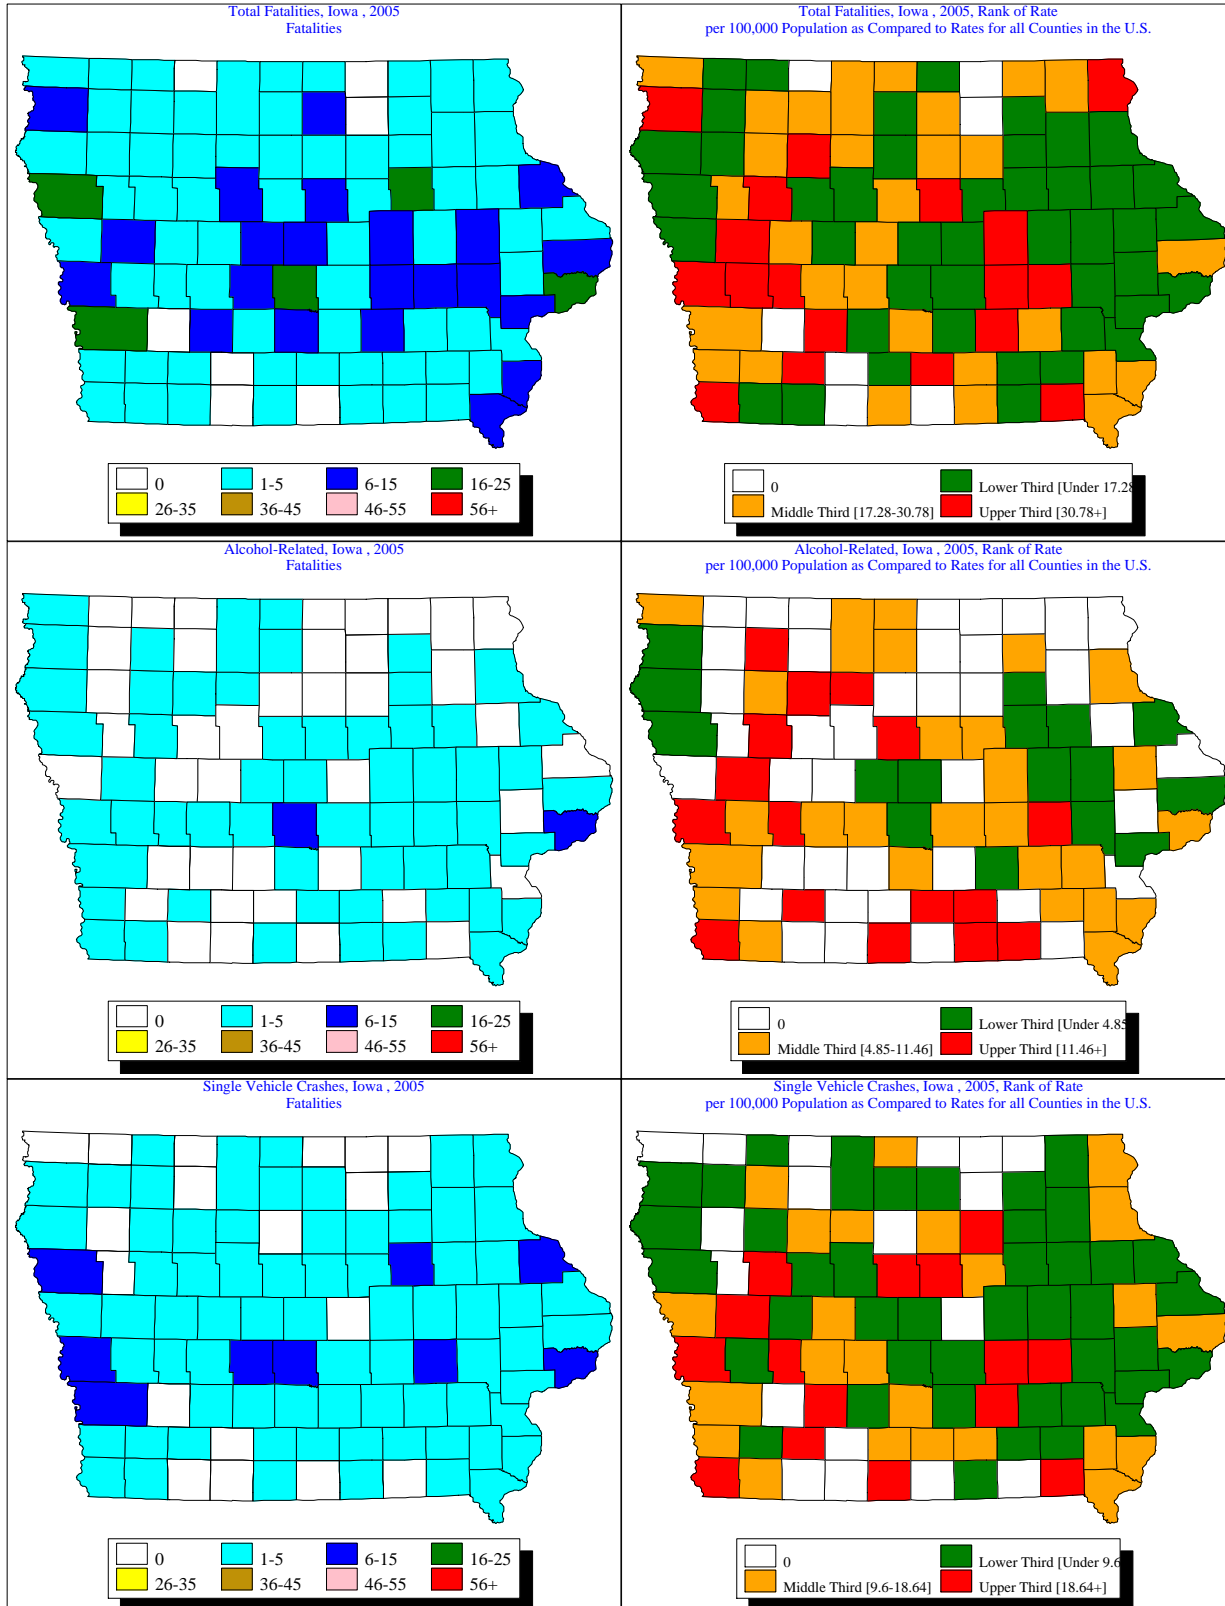 Total Fatalities, Iowa , 2005
Fatalities
0
1-5
6-15
16-25
26-35
36-45
46-55
56+
Total Fatalities, Iowa , 2005, Rank of Rate
per 100,000 Population as Compared to Rates for all Counties in the U.S.
0
Lower Third [Under 17.28
Middle Third [17.28-30.78]
Upper Third [30.78+]
Alcohol-Related, Iowa , 2005
Fatalities
0
1-5
6-15
16-25
26-35
36-45
46-55
56+
Alcohol-Related, Iowa , 2005, Rank of Rate
per 100,000 Population as Compared to Rates for all Counties in the U.S.
0
Lower Third [Under 4.85
Middle Third [4.85-11.46]
Upper Third [11.46+]
Single Vehicle Crashes, Iowa , 2005
Fatalities
0
1-5
6-15
16-25
26-35
36-45
46-55
56+
Single Vehicle Crashes, Iowa , 2005, Rank of Rate
per 100,000 Population as Compared to Rates for all Counties in the U.S.
0
Lower Third [Under 9.6
Middle Third [9.6-18.64]
Upper Third [18.64+]